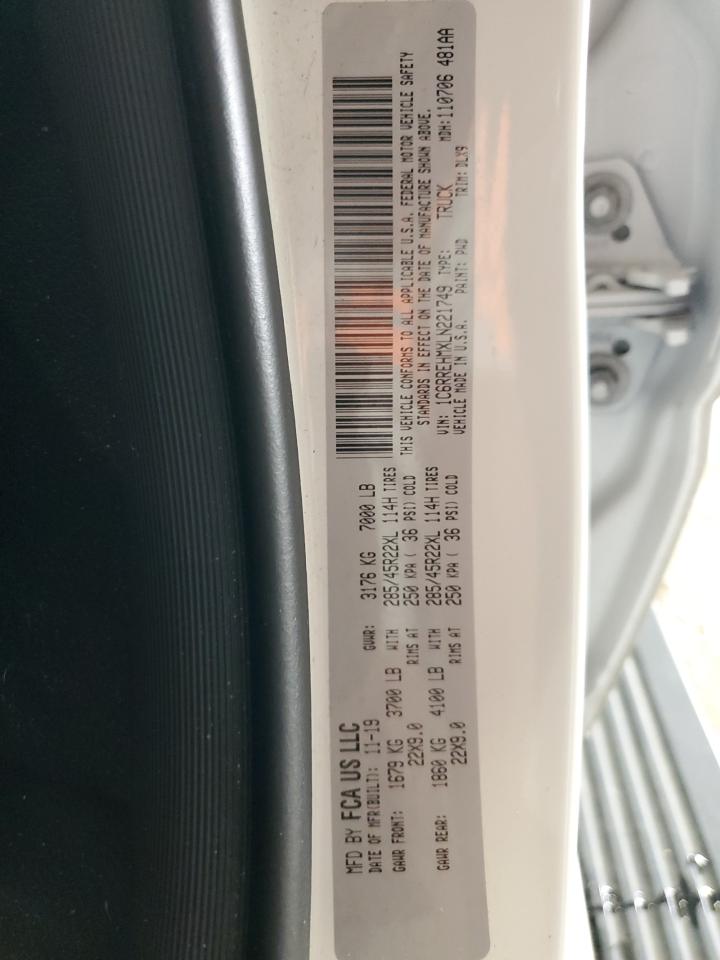 MFD BY FCA US LLC
DATE OF MFR(BUILT): 11-19 GVWR: 3176 KG 7000 LB
GAWR FRONT: 1679 KG 3700 LB WITH 285/45R22XL 114H TIRES
22X9.0 RIMS AT 250 KPA ( 36 PSI) COLD
GAWR REAR: 1860 KG 4100 LB WITH 285/45R22XL 114H TIRES
22X9.0 RIMS AT 250 KPA ( 36 PSI) COLD
THIS VEHICLE CONFORMS TO ALL APPLICABLE U.S.A. FEDERAL MOTOR VEHICLE SAFETY
STANDARDS IN EFFECT ON THE DATE OF MANUFACTURE SHOWN ABOVE.
VIN: 1C6RREHMXLN221749 TYPE: TRUCK MDH:110706 481AA
VEHICLE MADE IN U.S.A. PAINT: PWD TRIM: DLX9